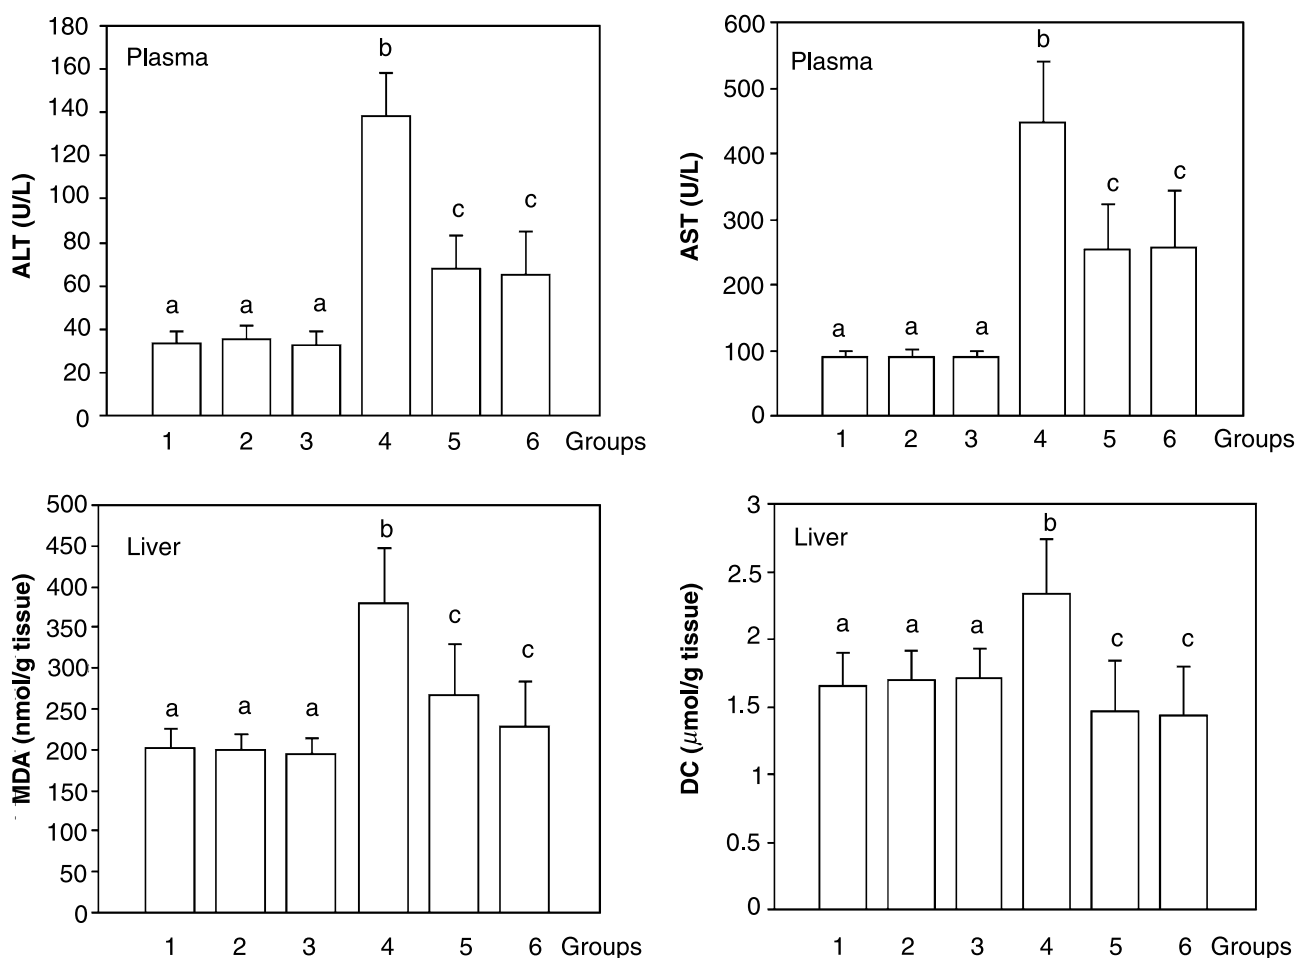 180
160
140
120
100
80
60
40
20
0
ALT (U/L)
Plasma
a
a
a
b
c
c
1 2 3 4 5 6 Groups
600
500
400
300
200
100
0
AST (U/L)
Plasma
a
a
a
b
c
c
1 2 3 4 5 6 Groups
500
450
400
350
300
250
200
150
100
50
0
MDA (nmol/g tissue)
Liver
a
a
a
b
c
c
1 2 3 4 5 6 Groups
3
2.5
2
1.5
1
0.5
0
DC (μmol/g tissue)
Liver
a
a
a
b
c
c
1 2 3 4 5 6 Groups